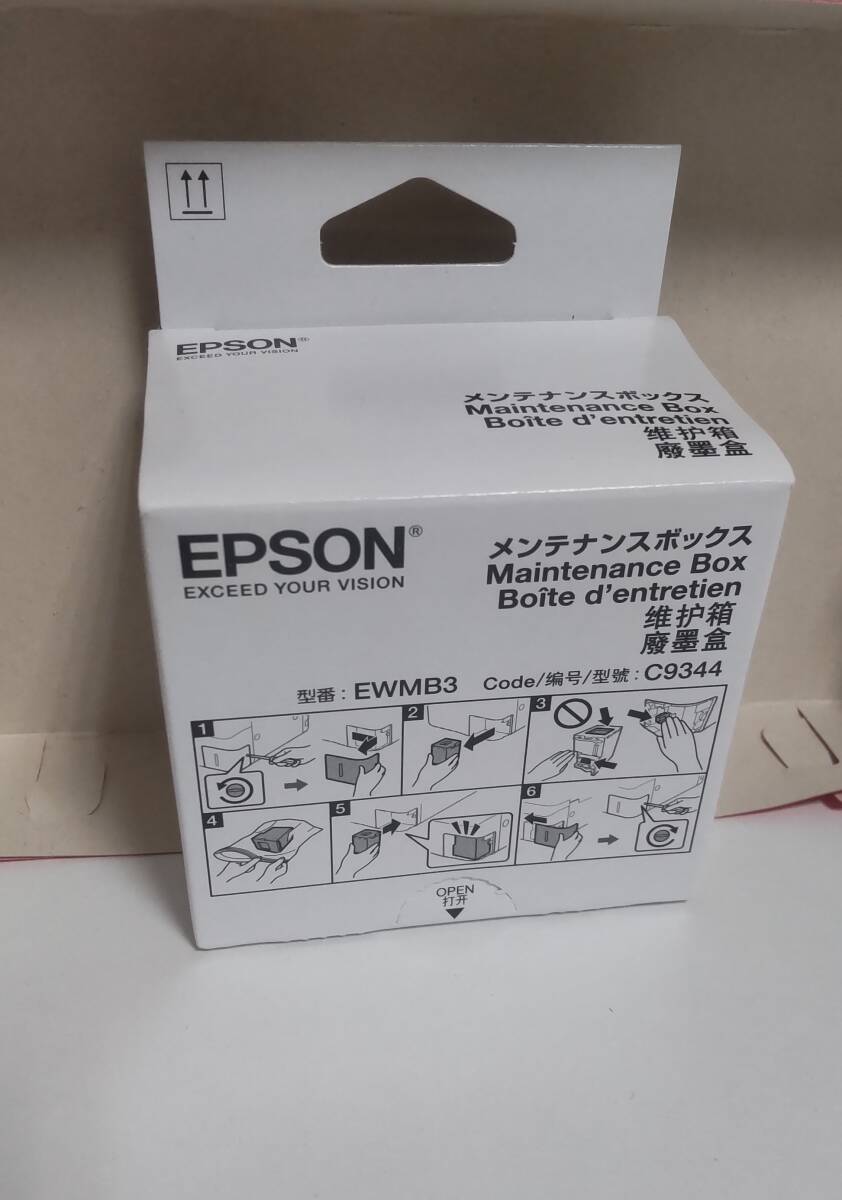 EPSON®
EXCEED YOUR VISION
メンテナンスボックス
Maintenance Box
Boîte d'entretien
维护箱
廢墨盒
EPSON®
EXCEED YOUR VISION
メンテナンスボックス
Maintenance Box
Boîte d'entretien
维护箱
廢墨盒
型番 : EWMB3 Code/编号/型號 : C9344
1
2
3
4
5
6
OPEN
打开